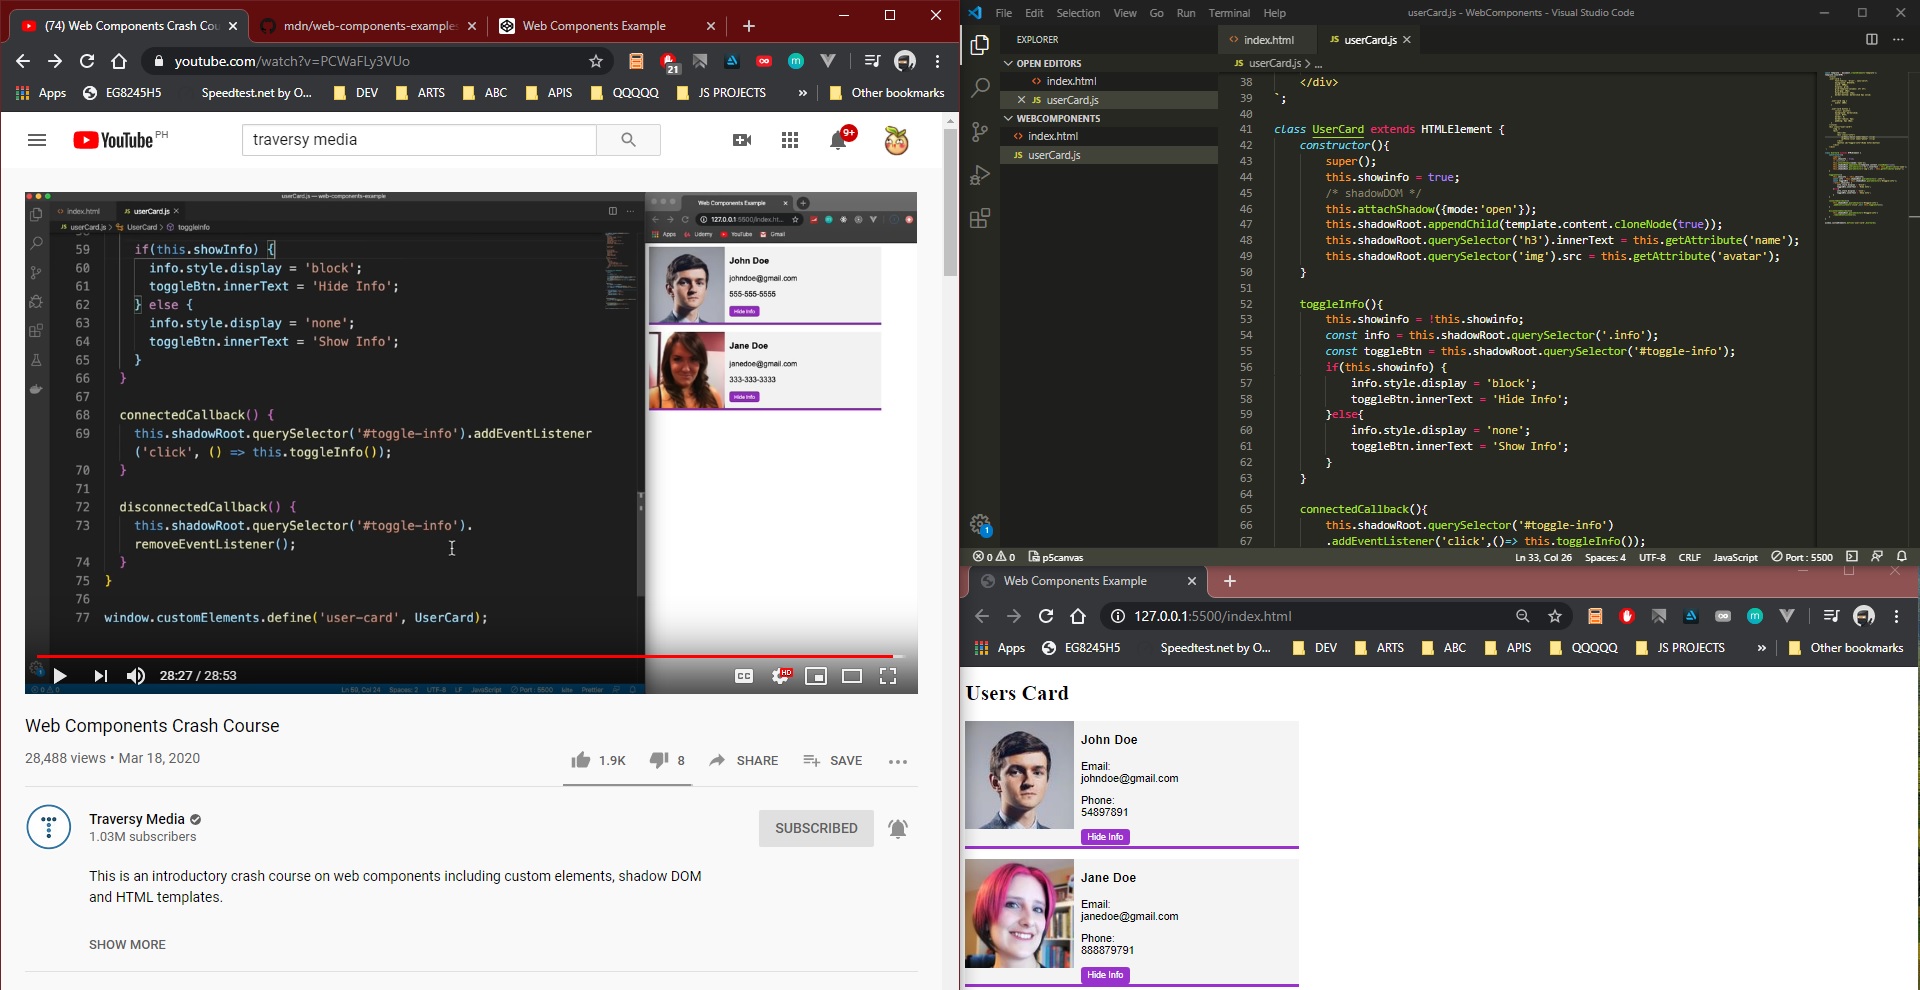 (74) Web Components Crash Cou
mdn/web-components-examples
Web Components Example
youtube.com/watch?v=PCWaFLy3VUo
21
Apps
EG8245H5
Speedtest.net by O...
DEV
ARTS
ABC
APIS
QQQQQ
JS PROJECTS
»
Other bookmarks
YouTube PH
traversy media
9+
userCard.js — web-components-example
index.html
userCard.js
userCard.js > UserCard > toggleInfo
59 if(this.showInfo) {
60 info.style.display = 'block';
61 toggleBtn.innerText = 'Hide Info';
62 } else {
63 info.style.display = 'none';
64 toggleBtn.innerText = 'Show Info';
65 }
66 }
67
68 connectedCallback() {
69 this.shadowRoot.querySelector('#toggle-info').addEventListener
('click', () => this.toggleInfo());
70 }
71
72 disconnectedCallback() {
73 this.shadowRoot.querySelector('#toggle-info').
removeEventListener();
74 }
75 }
76
77 window.customElements.define('user-card', UserCard);
Web Components Example
127.0.0.1:5500/index.ht...
Apps
Udemy
YouTube
Gmail
John Doe
johndoe@gmail.com
555-555-5555
Hide Info
Jane Doe
janedoe@gmail.com
333-333-3333
Hide Info
28:27 / 28:53
CC
HD
Web Components Crash Course
28,488 views • Mar 18, 2020
1.9K
8
SHARE
SAVE
Traversy Media
1.03M subscribers
SUBSCRIBED
This is an introductory crash course on web components including custom elements, shadow DOM
and HTML templates.
SHOW MORE
File Edit Selection View Go Run Terminal Help
userCard.js - WebComponents - Visual Studio Code
EXPLORER
OPEN EDITORS
index.html
JS userCard.js
WEBCOMPONENTS
index.html
JS userCard.js
index.html
JS userCard.js
JS userCard.js > ...
38 </div>
39 `;
40
41 class UserCard extends HTMLElement {
42 constructor(){
43 super();
44 this.showinfo = true;
45 /* shadowDOM */
46 this.attachShadow({mode:'open'});
47 this.shadowRoot.appendChild(template.content.cloneNode(true));
48 this.shadowRoot.querySelector('h3').innerText = this.getAttribute('name');
49 this.shadowRoot.querySelector('img').src = this.getAttribute('avatar');
50 }
51
52 toggleInfo(){
53 this.showinfo = !this.showinfo;
54 const info = this.shadowRoot.querySelector('.info');
55 const toggleBtn = this.shadowRoot.querySelector('#toggle-info');
56 if(this.showinfo) {
57 info.style.display = 'block';
58 toggleBtn.innerText = 'Hide Info';
59 }else{
60 info.style.display = 'none';
61 toggleBtn.innerText = 'Show Info';
62 }
63 }
64
65 connectedCallback(){
66 this.shadowRoot.querySelector('#toggle-info')
67 .addEventListener('click',()=> this.toggleInfo());
1
0 0
p5canvas
Ln 33, Col 26
Spaces: 4
UTF-8
CRLF
JavaScript
Port : 5500
Web Components Example
127.0.0.1:5500/index.html
Apps
EG8245H5
Speedtest.net by O...
DEV
ARTS
ABC
APIS
QQQQQ
JS PROJECTS
»
Other bookmarks
Users Card
John Doe
Email:
johndoe@gmail.com
Phone:
54897891
Hide Info
Jane Doe
Email:
janedoe@gmail.com
Phone:
888879791
Hide Info